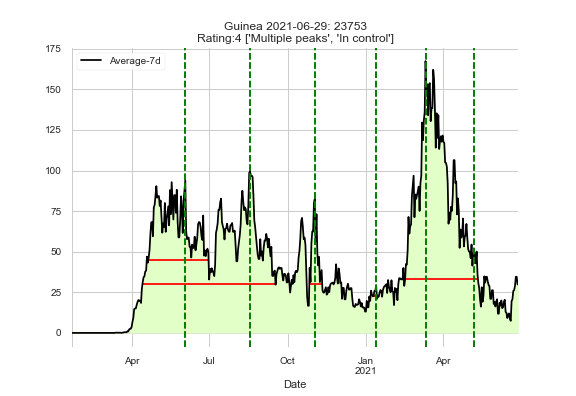 Guinea 2021-06-29: 23753
Rating:4 ['Multiple peaks', 'In control']
175
150
125
100
75
50
25
0
Average-7d
Apr
Jul
Oct
Jan
2021
Apr
Date